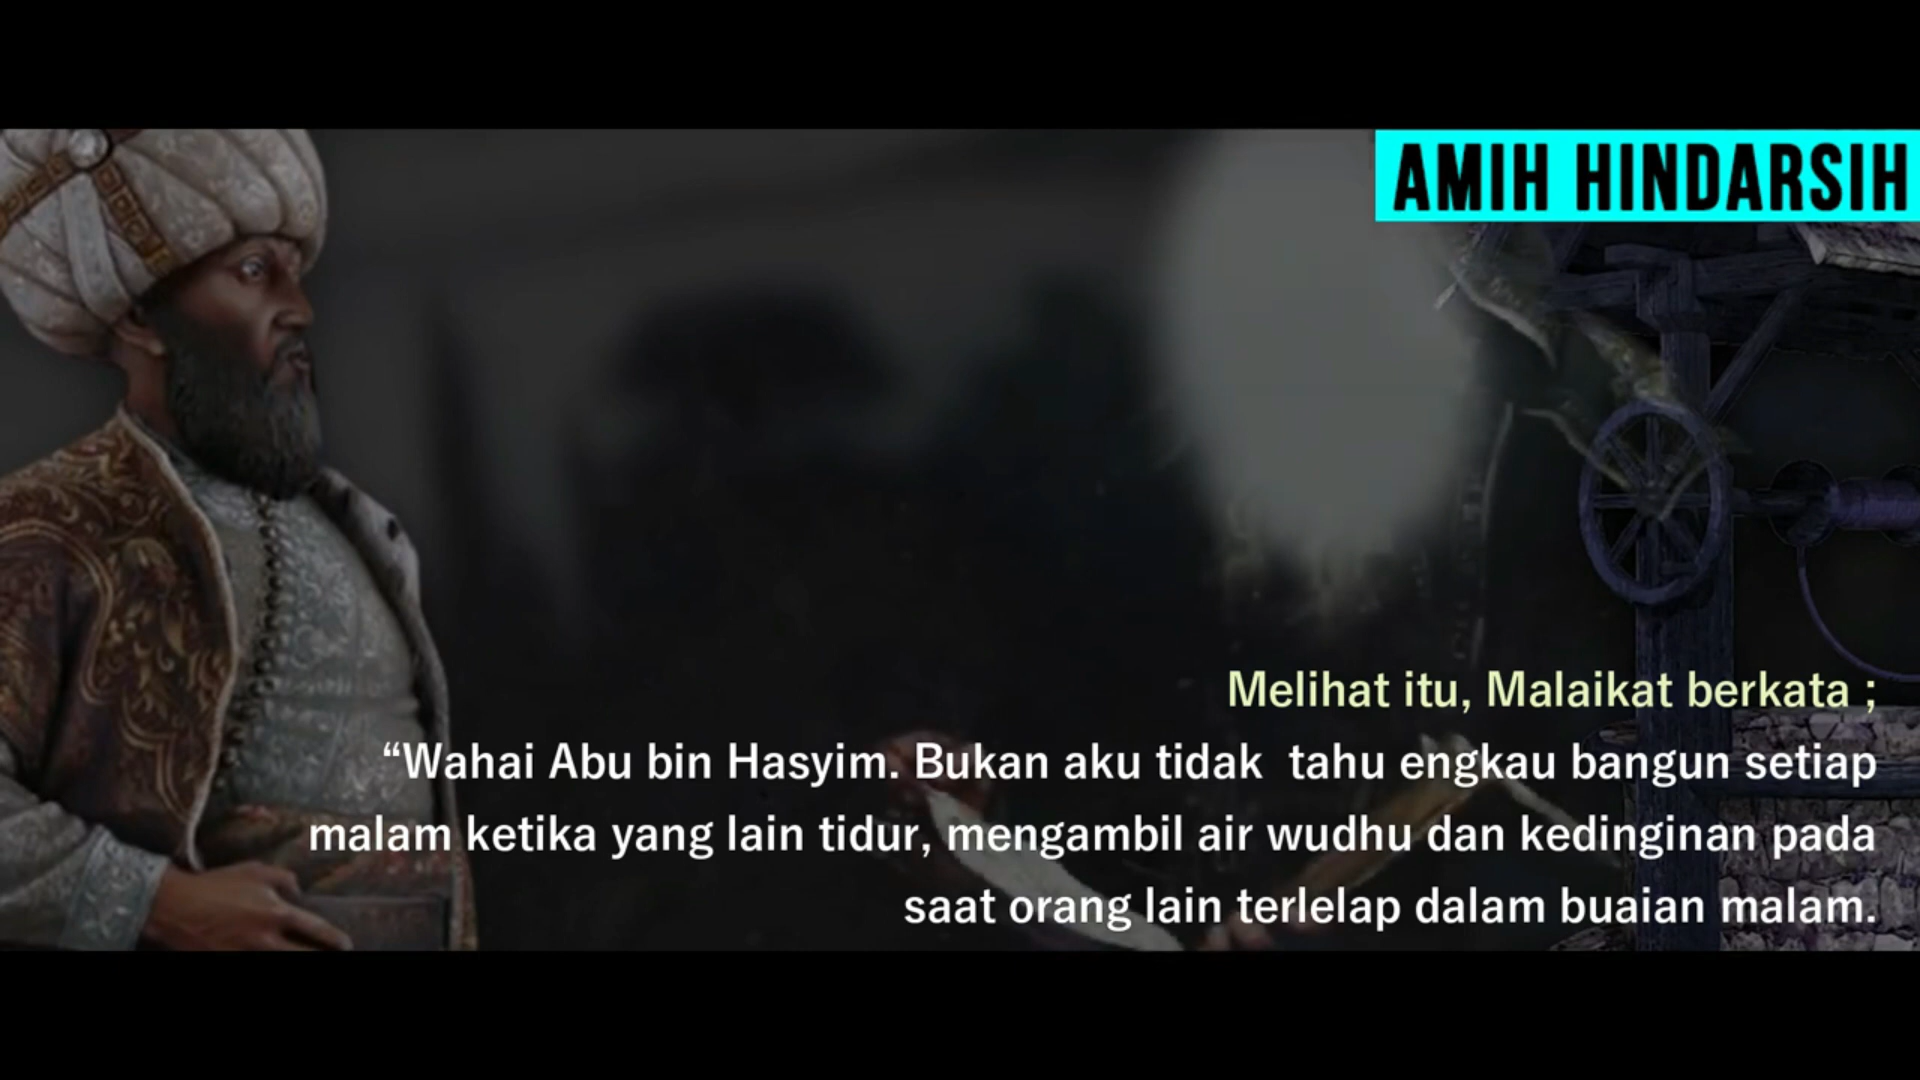 AMIH HINDARSIH
Melihat itu, Malaikat berkata ;
“Wahai Abu bin Hasyim. Bukan aku tidak  tahu engkau bangun setiap
malam ketika yang lain tidur, mengambil air wudhu dan kedinginan pada
saat orang lain terlelap dalam buaian malam.